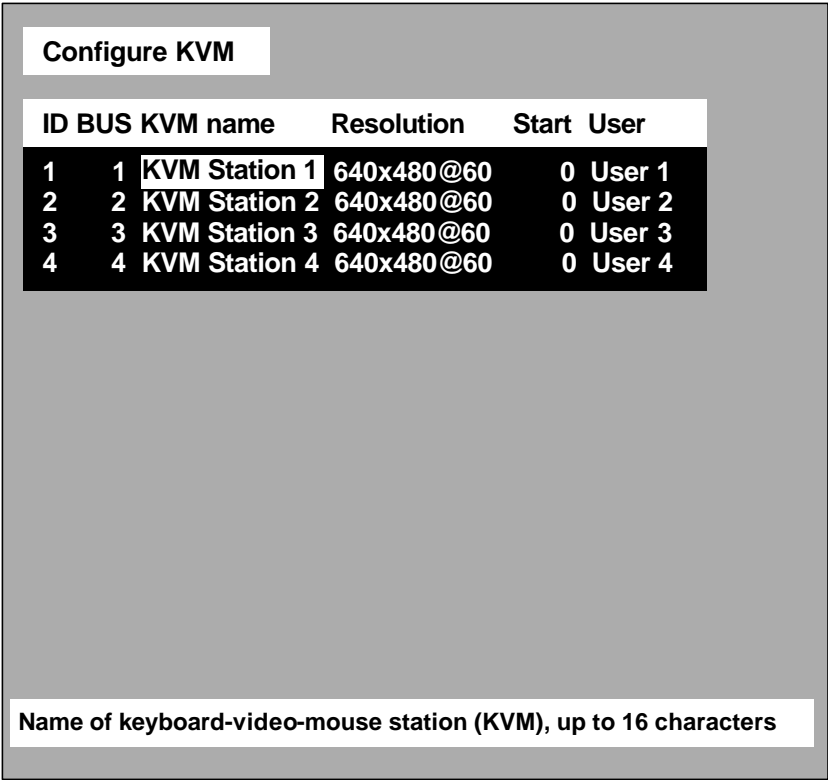 Configure KVM
ID BUS KVM name Resolution Start User
1 1 KVM Station 1 640x480@60 0 User 1
2 2 KVM Station 2 640x480@60 0 User 2
3 3 KVM Station 3 640x480@60 0 User 3
4 4 KVM Station 4 640x480@60 0 User 4
Name of keyboard-video-mouse station (KVM), up to 16 characters